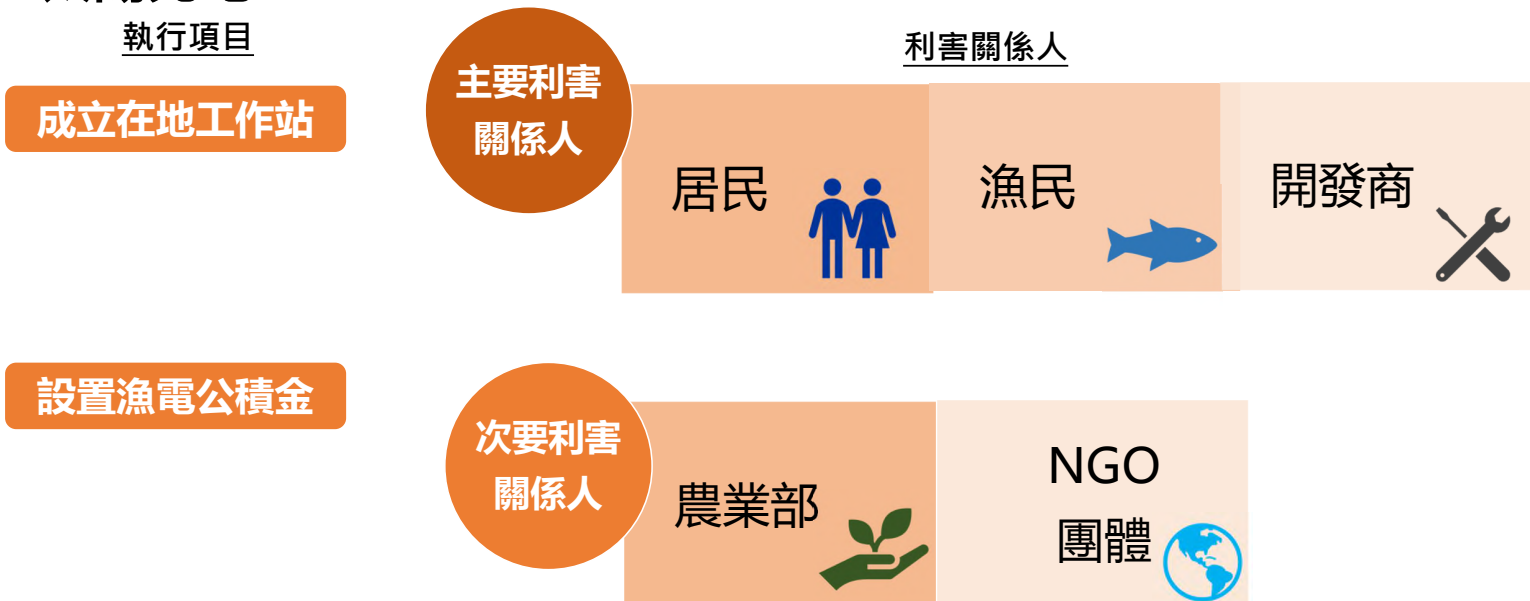 執行項目
利害關係人
成立在地工作站
主要利害
關係人
居民
漁民
開發商
設置漁電公積金
次要利害
關係人
農業部
NGO
團體